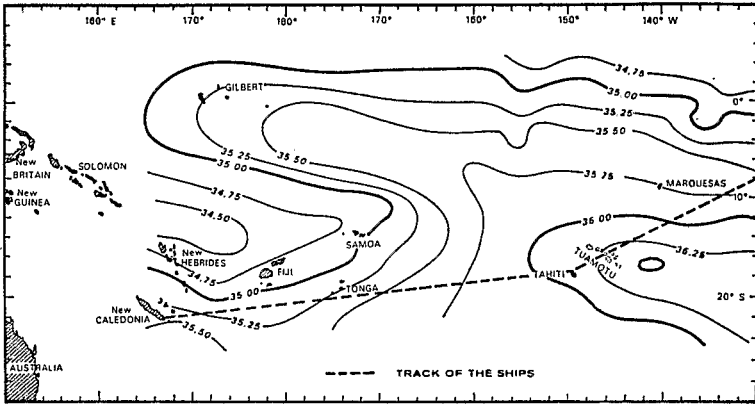 160° E 170° 180° 170° 160° 150° 140° W
34,75
35,00
0°
GILBERT
35,25
35,50
35,25
35,50
35,00
New
BRITAIN
SOLOMON
35,75
MAROUESAS
10°
New
GUINEA
34,75
34,50
36,00
SAMOA
36,25
New
HEBRIDES
TUAMOTU
34,75
FIJI
TAHITI
35,00
TONGA
20° S
New
CALEDONIA
35,25
35,50
AUSTRALIA
TRACK OF THE SHIPS